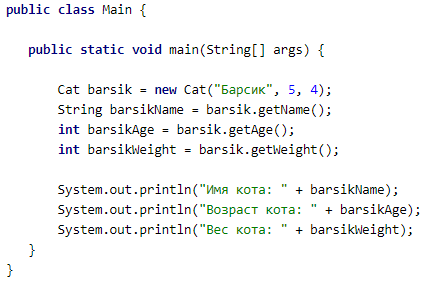 public class Main {
public static void main(String[] args) {
Cat barsik = new Cat("Барсик", 5, 4);
String barsikName = barsik.getName();
int barsikAge = barsik.getAge();
int barsikWeight = barsik.getWeight();
System.out.println("Имя кота: " + barsikName);
System.out.println("Возраст кота: " + barsikAge);
System.out.println("Вес кота: " + barsikWeight);
}
}